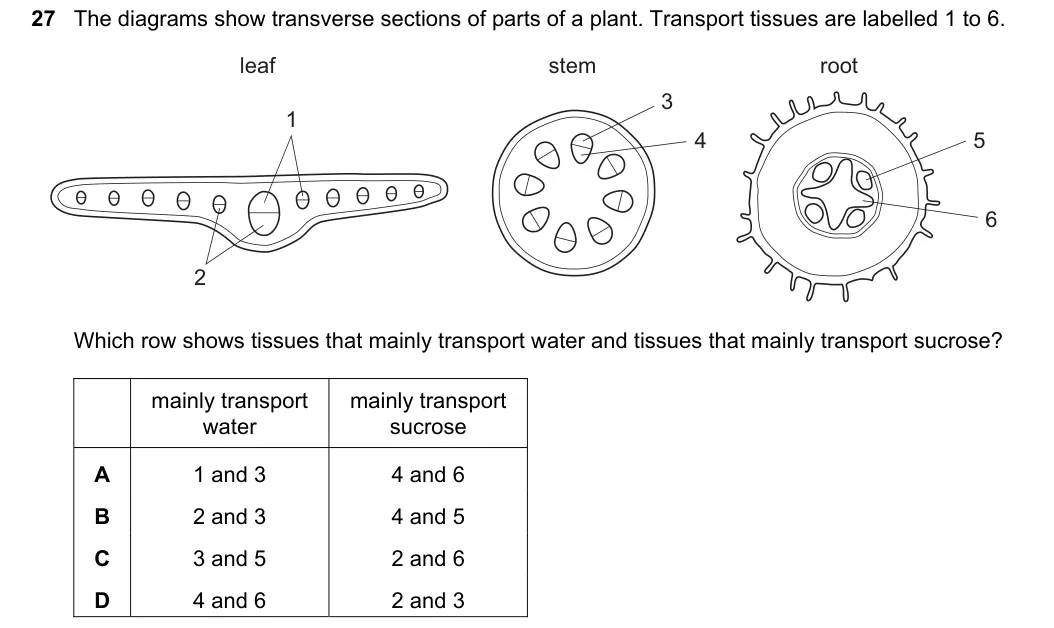 27 The diagrams show transverse sections of parts of a plant. Transport tissues are labelled 1 to 6.
leaf stem root
1
2
3
4
5
6
Which row shows tissues that mainly transport water and tissues that mainly transport sucrose?
mainly transport water mainly transport sucrose
A 1 and 3 4 and 6
B 2 and 3 4 and 5
C 3 and 5 2 and 6
D 4 and 6 2 and 3